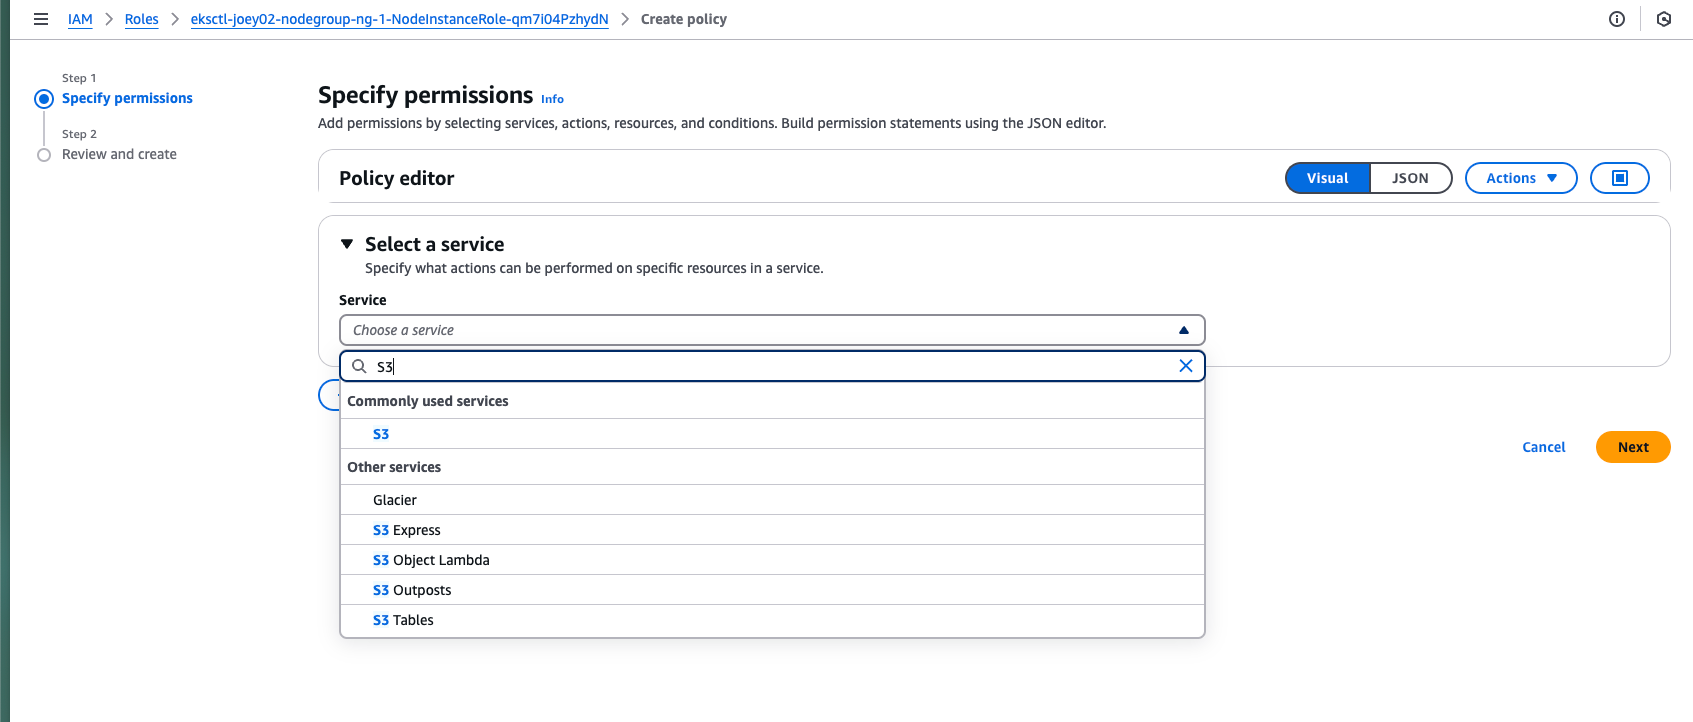 IAM > Roles > eksctl-joey02-nodegroup-ng-1-NodeInstanceRole-qm7i04PzhydN > Create policy
Step 1
Specify permissions
Step 2
Review and create
Specify permissions Info
Add permissions by selecting services, actions, resources, and conditions. Build permission statements using the JSON editor.
Policy editor
Visual JSON Actions
Select a service
Specify what actions can be performed on specific resources in a service.
Service
Choose a service
S3
Commonly used services
S3
Other services
Glacier
S3 Express
S3 Object Lambda
S3 Outposts
S3 Tables
Cancel Next